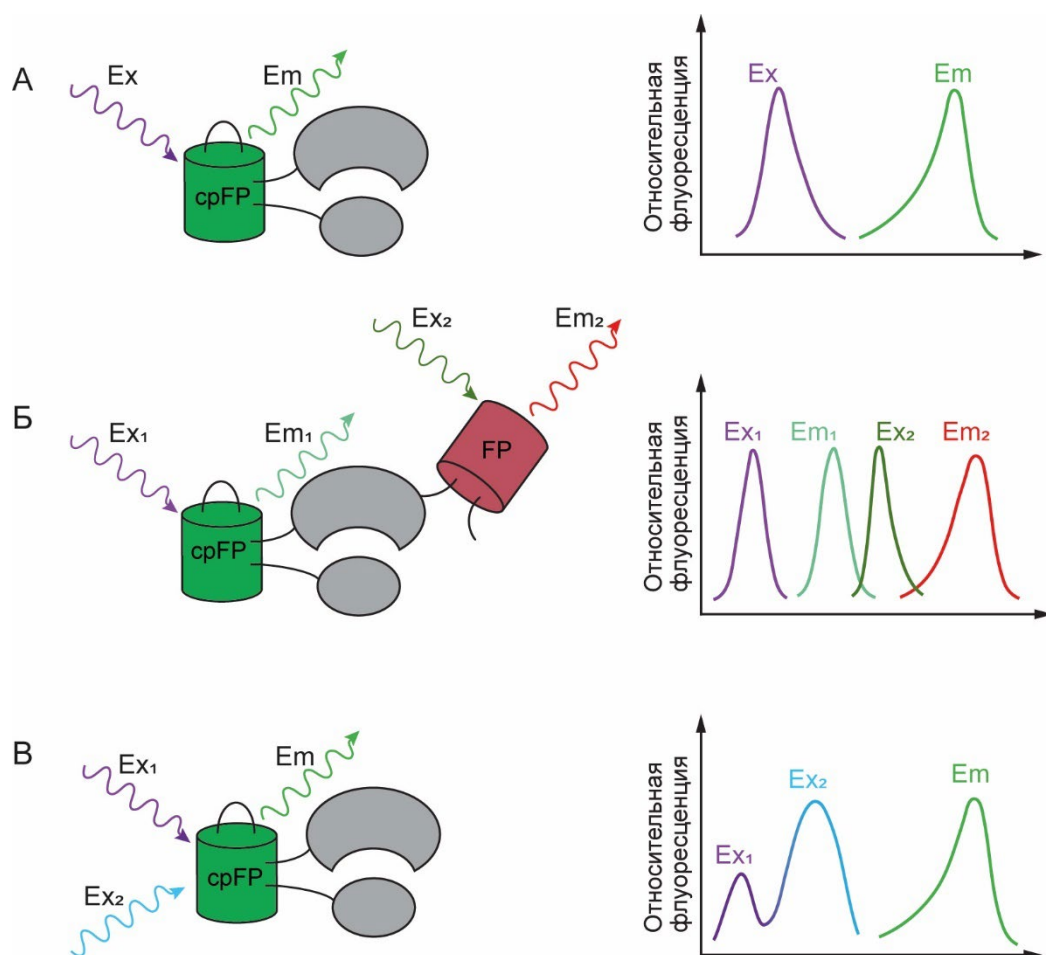 А
Ex
Em
cpFP
Относительная
флуоресценция
Ex
Em
Б
Ex₂
Em₂
Ex₁
Em₁
FP
cpFP
Относительная
флуоресценция
Ex₁
Em₁
Ex₂
Em₂
В
Ex₁
Em
Ex₂
cpFP
Относительная
флуоресценция
Ex₁
Ex₂
Em